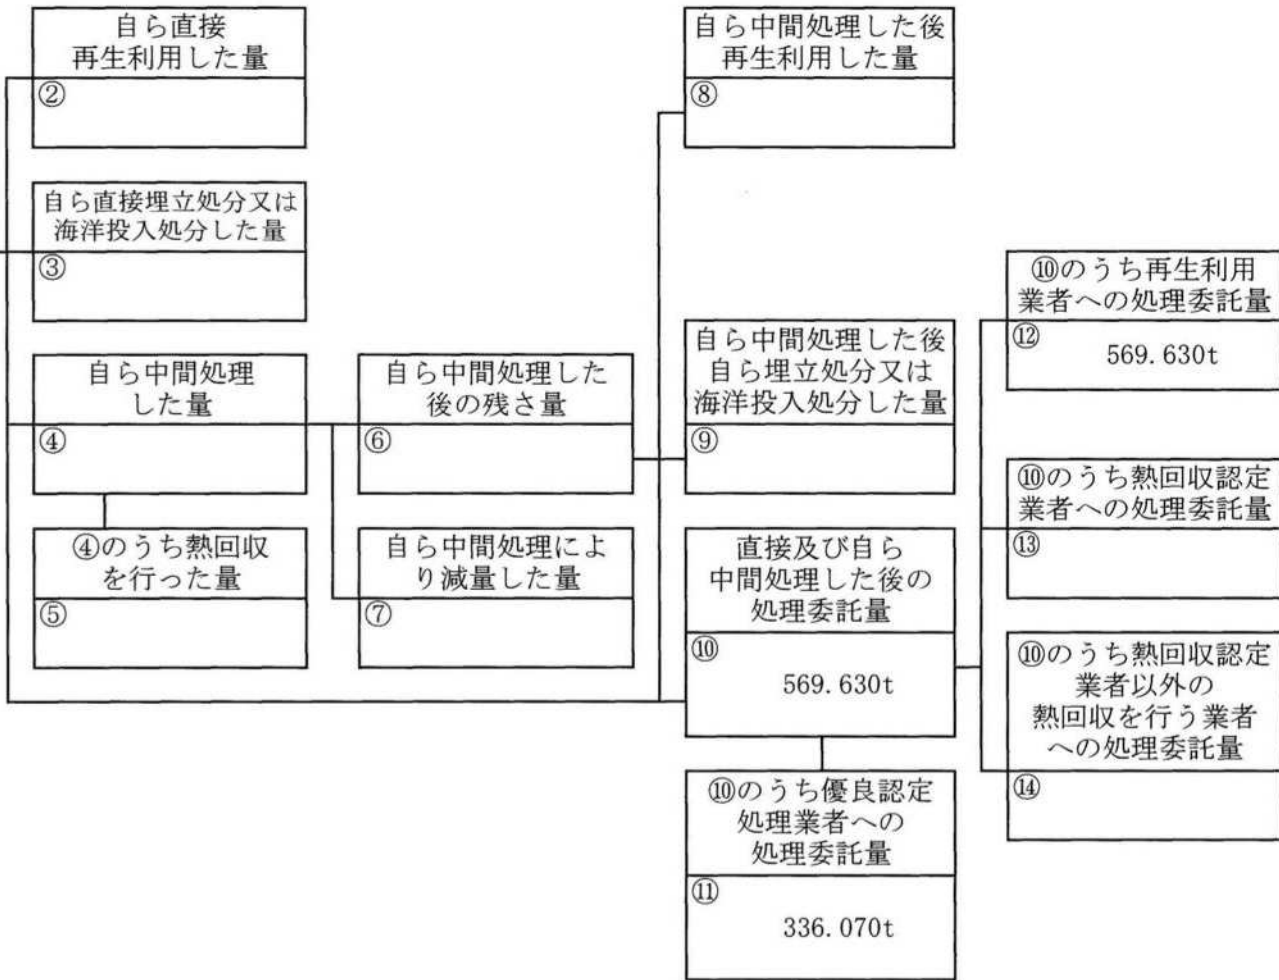 自ら直接
再生利用した量
②
自ら直接埋立処分又は
海洋投入処分した量
③
自ら中間処理
した量
④
④のうち熱回収
を行った量
⑤
自ら中間処理した
後の残さ量
⑥
自ら中間処理によ
り減量した量
⑦
自ら中間処理した後
再生利用した量
⑧
自ら中間処理した後
自ら埋立処分又は
海洋投入処分した量
⑨
直接及び自ら
中間処理した後の
処理委託量
⑩
569.630t
⑩のうち優良認定
処理業者への
処理委託量
⑪
336.070t
⑩のうち再生利用
業者への処理委託量
⑫
569.630t
⑩のうち熱回収認定
業者への処理委託量
⑬
⑩のうち熱回収認定
業者以外の
熱回収を行う業者
への処理委託量
⑭